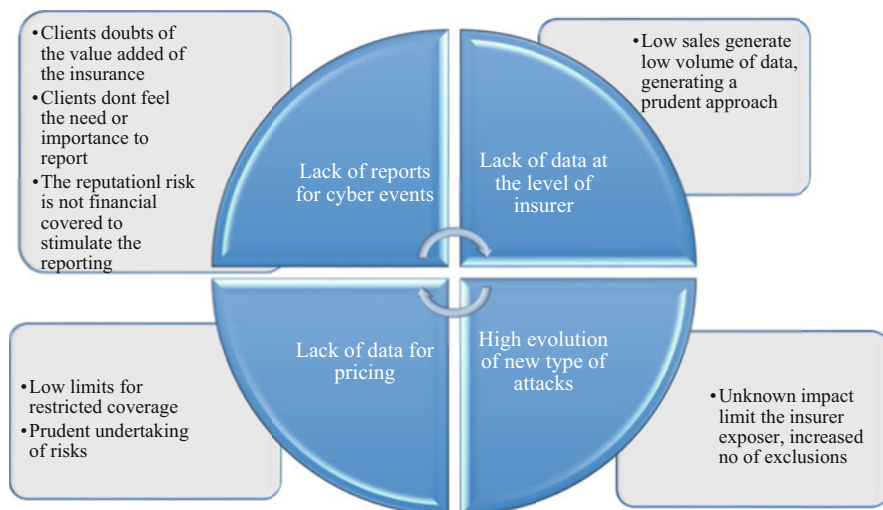 •Clients doubts of
the value added of
the insurance
•Clients dont feel
the need or
importance to
report
•The reputationl risk
is not financial
covered to
stimulate the
reporting
Lack of reports
for cyber events
Lack of data at
the level of
insurer
•Low sales generate
low volume of data,
generating a
prudent approach
•Low limits for
restricted coverage
•Prudent undertaking
of risks
Lack of data for
pricing
High evolution
of new type of
attacks
•Unknown impact
limit the insurer
exposer, increased
no of exclusions